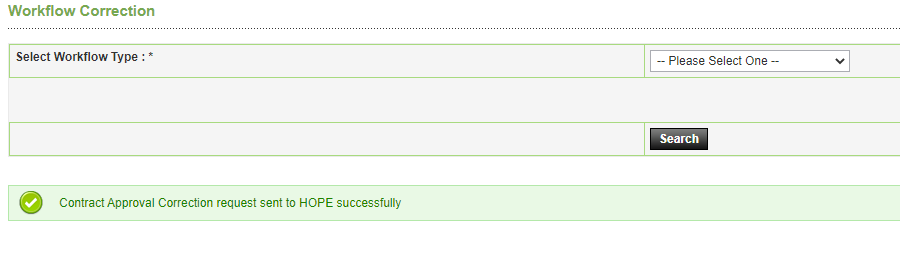 Workflow Correction
Select Workflow Type : *
-- Please Select One --
Search
Contract Approval Correction request sent to HOPE successfully